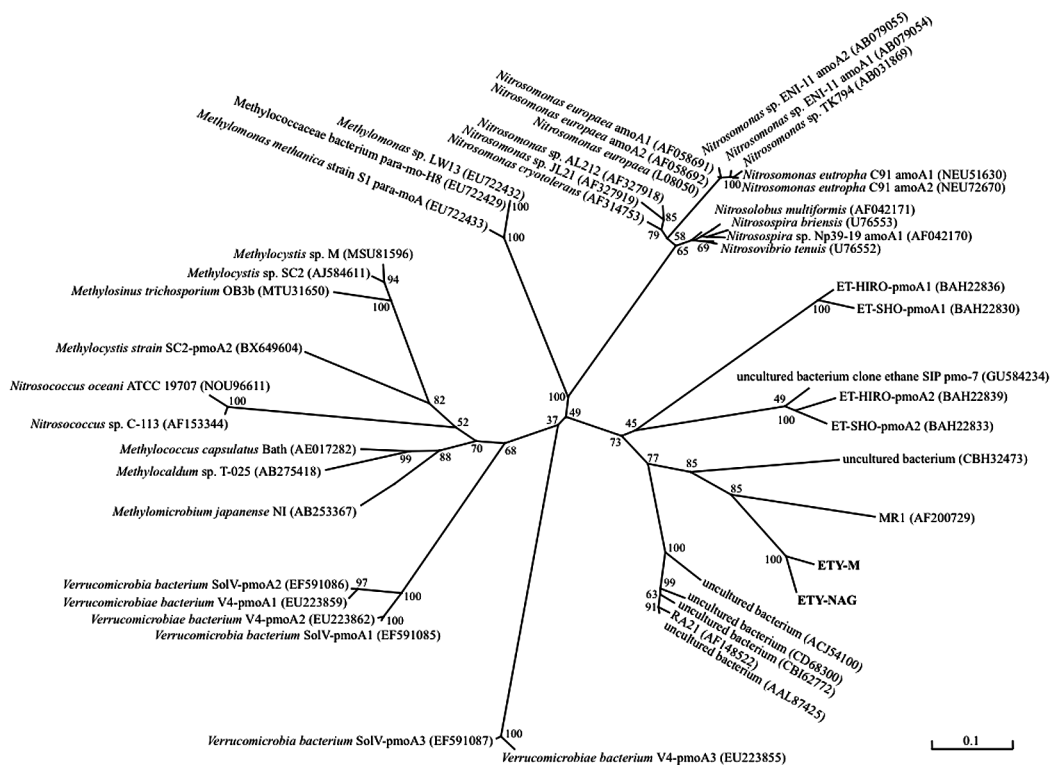 Nitrosomonas sp. ENI-11 amoA2 (AB079055)
Nitrosomonas sp. ENI-11 amoA1 (AB079054)
Nitrosomonas sp. TK794 (AB031869)
Nitrosomonas europaea amoA1 (AF058691)
Nitrosomonas europaea amoA2 (AF058692)
Nitrosomonas europaea (L08050)
Nitrosomonas sp. AL212 (AF327918)
Nitrosomonas sp. JL21 (AF327919)
Nitrosomonas cryotolerans (AF314753)
Methylomonas sp. LW13 (EU722432)
Methylococcaceae bacterium para-mo-H8 (EU722429)
Methylomonas methanica strain S1 para-moA (EU722433)
100
Nitrosomonas eutropha C91 amoA1 (NEU51630)
Nitrosomonas eutropha C91 amoA2 (NEU72670)
100
85
Nitrosolobus multiformis (AF042171)
Nitrosospira briensis (U76553)
Nitrosospira sp. Np39-19 amoA1 (AF042170)
Nitrosovibrio tenuis (U76552)
79
58
65
69
100
Methylocystis sp. M (MSU81596)
Methylocystis sp. SC2 (AJ584611)
94
Methylosinus trichosporium OB3b (MTU31650)
100
ET-HIRO-pmoA1 (BAH22836)
100
ET-SHO-pmoA1 (BAH22830)
Methylocystis strain SC2-pmoA2 (BX649604)
uncultured bacterium clone ethane SIP pmo-7 (GU584234)
Nitrosococcus oceani ATCC 19707 (NOU96611)
100
82
100
49
ET-HIRO-pmoA2 (BAH22839)
100
ET-SHO-pmoA2 (BAH22833)
Nitrosococcus sp. C-113 (AF153344)
52
37
49
45
73
Methylococcus capsulatus Bath (AE017282)
70
68
99
88
77
85
uncultured bacterium (CBH32473)
Methylocaldum sp. T-025 (AB275418)
85
Methylomicrobium japanense NI (AB253367)
MR1 (AF200729)
100
100
ETY-M
ETY-NAG
Verrucomicrobia bacterium SolV-pmoA2 (EF591086)
97
100
Verrucomicrobiae bacterium V4-pmoA1 (EU223859)
Verrucomicrobiae bacterium V4-pmoA2 (EU223862)
100
Verrucomicrobia bacterium SolV-pmoA1 (EF591085)
99
63
91
uncultured bacterium (ACJ54100)
uncultured bacterium (CD68300)
uncultured bacterium (CBI62772)
RA21 (AF148522)
uncultured bacterium (AAL87425)
Verrucomicrobia bacterium SolV-pmoA3 (EF591087)
100
Verrucomicrobiae bacterium V4-pmoA3 (EU223855)
0.1